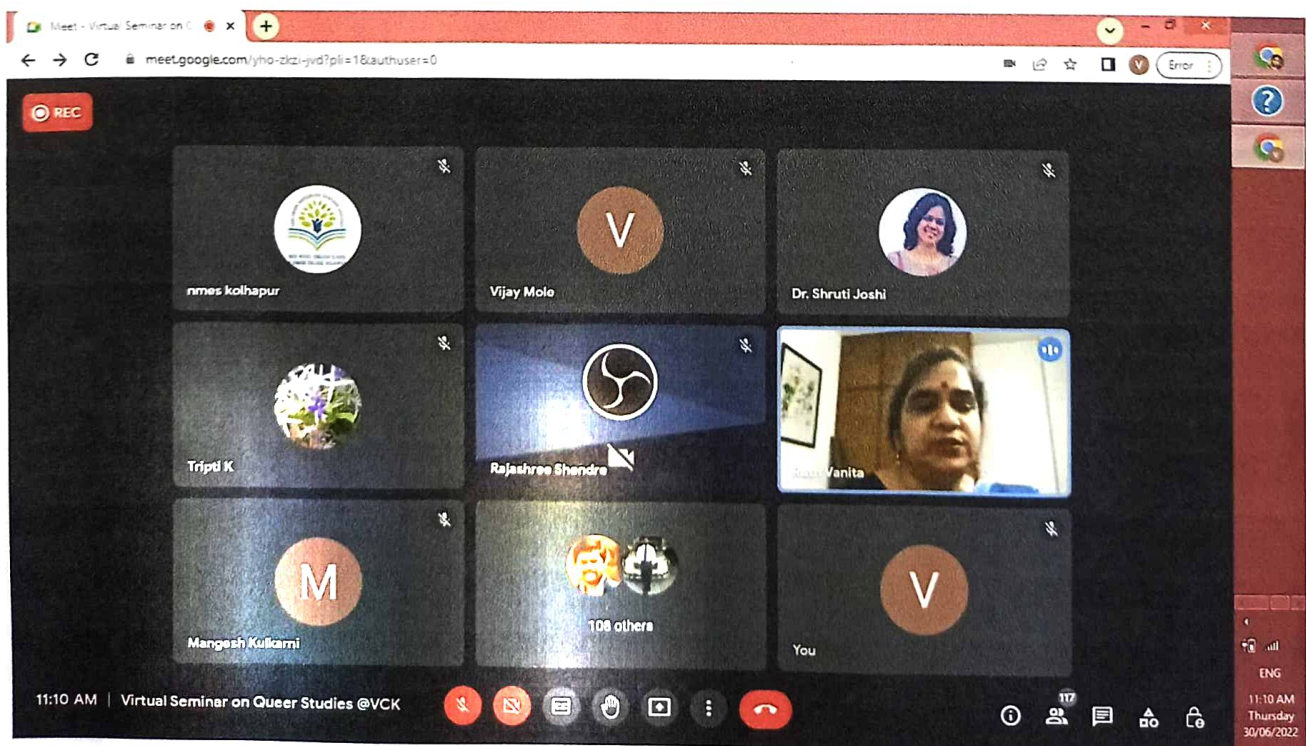 Meet - Virtual Seminar on
meet.google.com/yho-zkzi-jvd?pli=1&authuser=0
V
Error
REC
nmes kolhapur
V
Vijay Mole
Dr. Shruti Joshi
Tripti K
Rajashree Shendre
Vanita
M
Mangesh Kulkarni
108 others
V
You
11:10 AM | Virtual Seminar on Queer Studies @VCK
117
ENG
11:10 AM
Thursday
30/06/2022